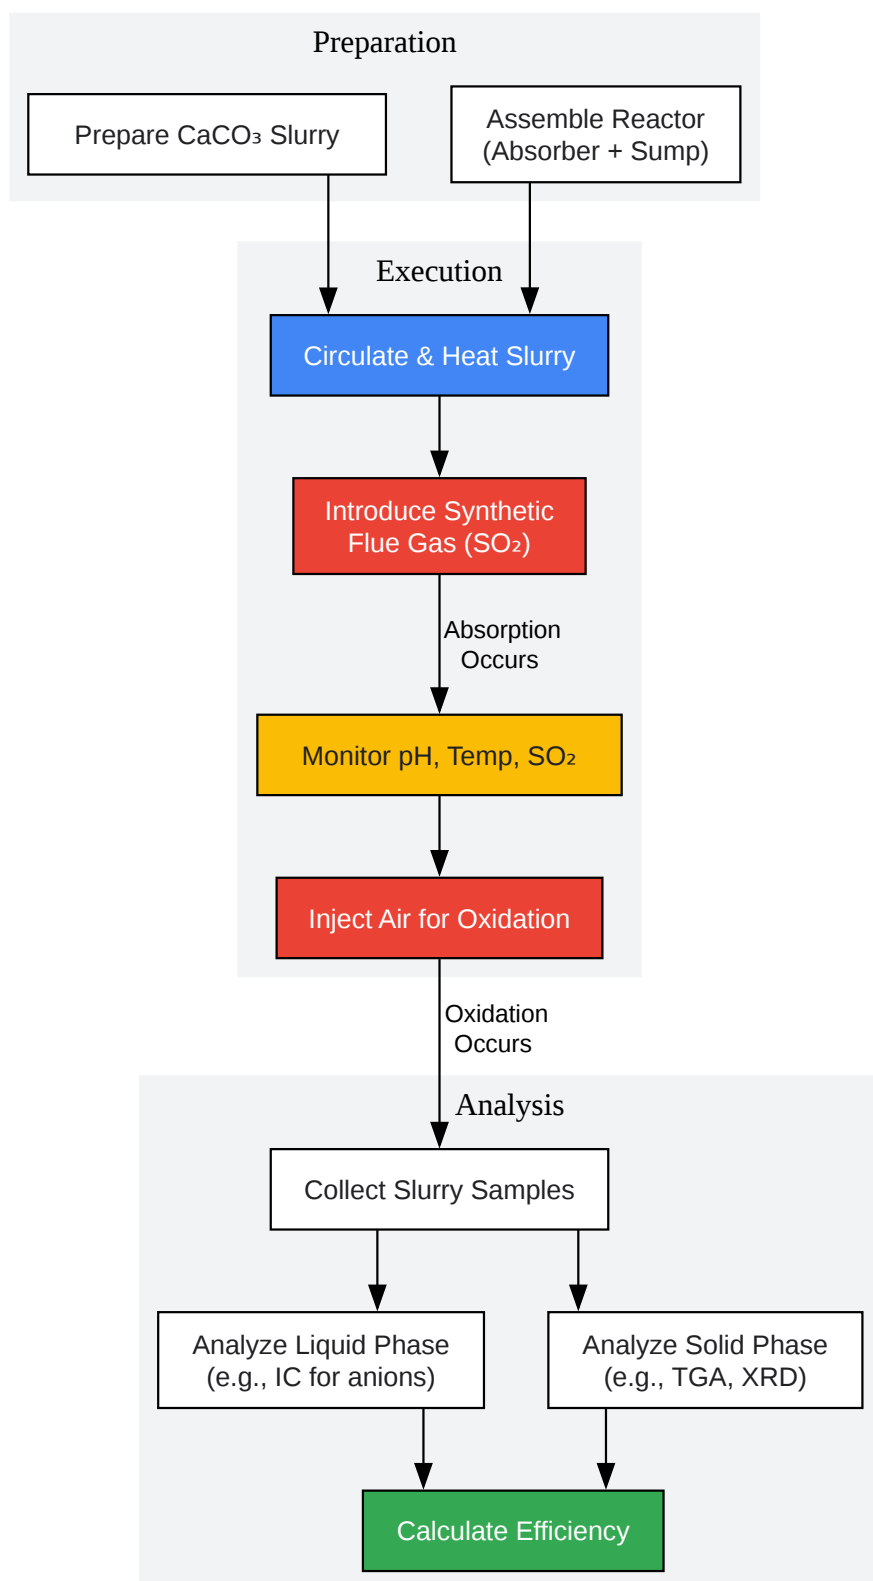 Preparation
Prepare CaCO₃ Slurry
Assemble Reactor
(Absorber + Sump)
Execution
Circulate & Heat Slurry
Introduce Synthetic
Flue Gas (SO₂)
Absorption
Occurs
Monitor pH, Temp, SO₂
Inject Air for Oxidation
Oxidation
Occurs
Analysis
Collect Slurry Samples
Analyze Liquid Phase
(e.g., IC for anions)
Analyze Solid Phase
(e.g., TGA, XRD)
Calculate Efficiency